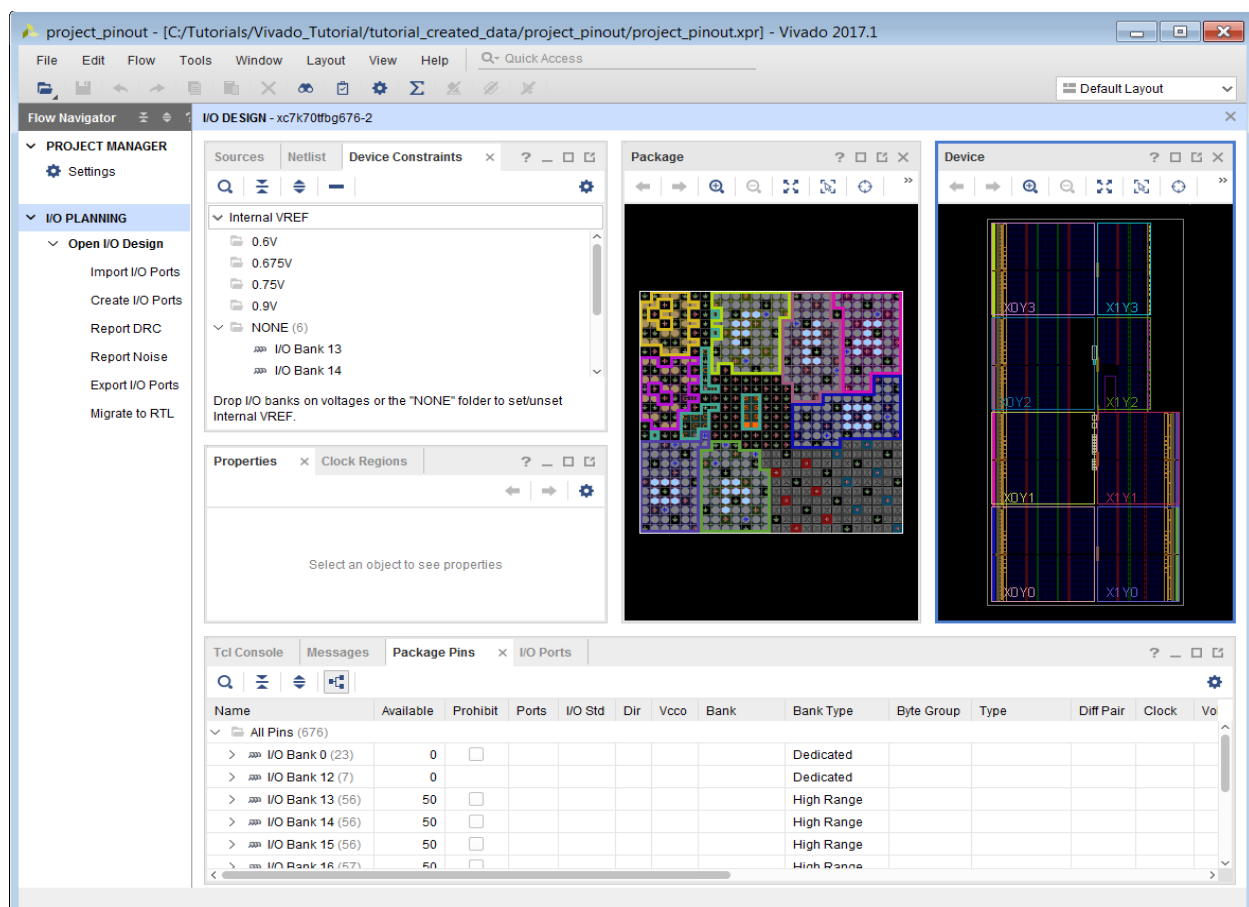 project_pinout - [C:/Tutorials/Vivado_Tutorial/tutorial_created_data/project_pinout/project_pinout.xpr] - Vivado 2017.1
File Edit Flow Tools Window Layout View Help Quick Access
Default Layout
Flow Navigator
PROJECT MANAGER
Settings
I/O PLANNING
Open I/O Design
Import I/O Ports
Create I/O Ports
Report DRC
Report Noise
Export I/O Ports
Migrate to RTL
I/O DESIGN - xc7k70tfbg676-2
Sources Netlist Device Constraints
Internal VREF
0.6V
0.675V
0.75V
0.9V
NONE (6)
I/O Bank 13
I/O Bank 14
Drop I/O banks on voltages or the "NONE" folder to set/unset
Internal VREF.
Properties Clock Regions
Select an object to see properties
Package
Device
X0Y3 X1Y3
X0Y2 X1Y2
X0Y1 X1Y1
X0Y0 X1Y0
Tcl Console Messages Package Pins I/O Ports
Name Available Prohibit Ports I/O Std Dir Vcco Bank Bank Type Byte Group Type Diff Pair Clock Vo
All Pins (676)
I/O Bank 0 (23) 0 Dedicated
I/O Bank 12 (7) 0 Dedicated
I/O Bank 13 (56) 50 High Range
I/O Bank 14 (56) 50 High Range
I/O Bank 15 (56) 50 High Range
I/O Bank 16 (57) 50 High Range